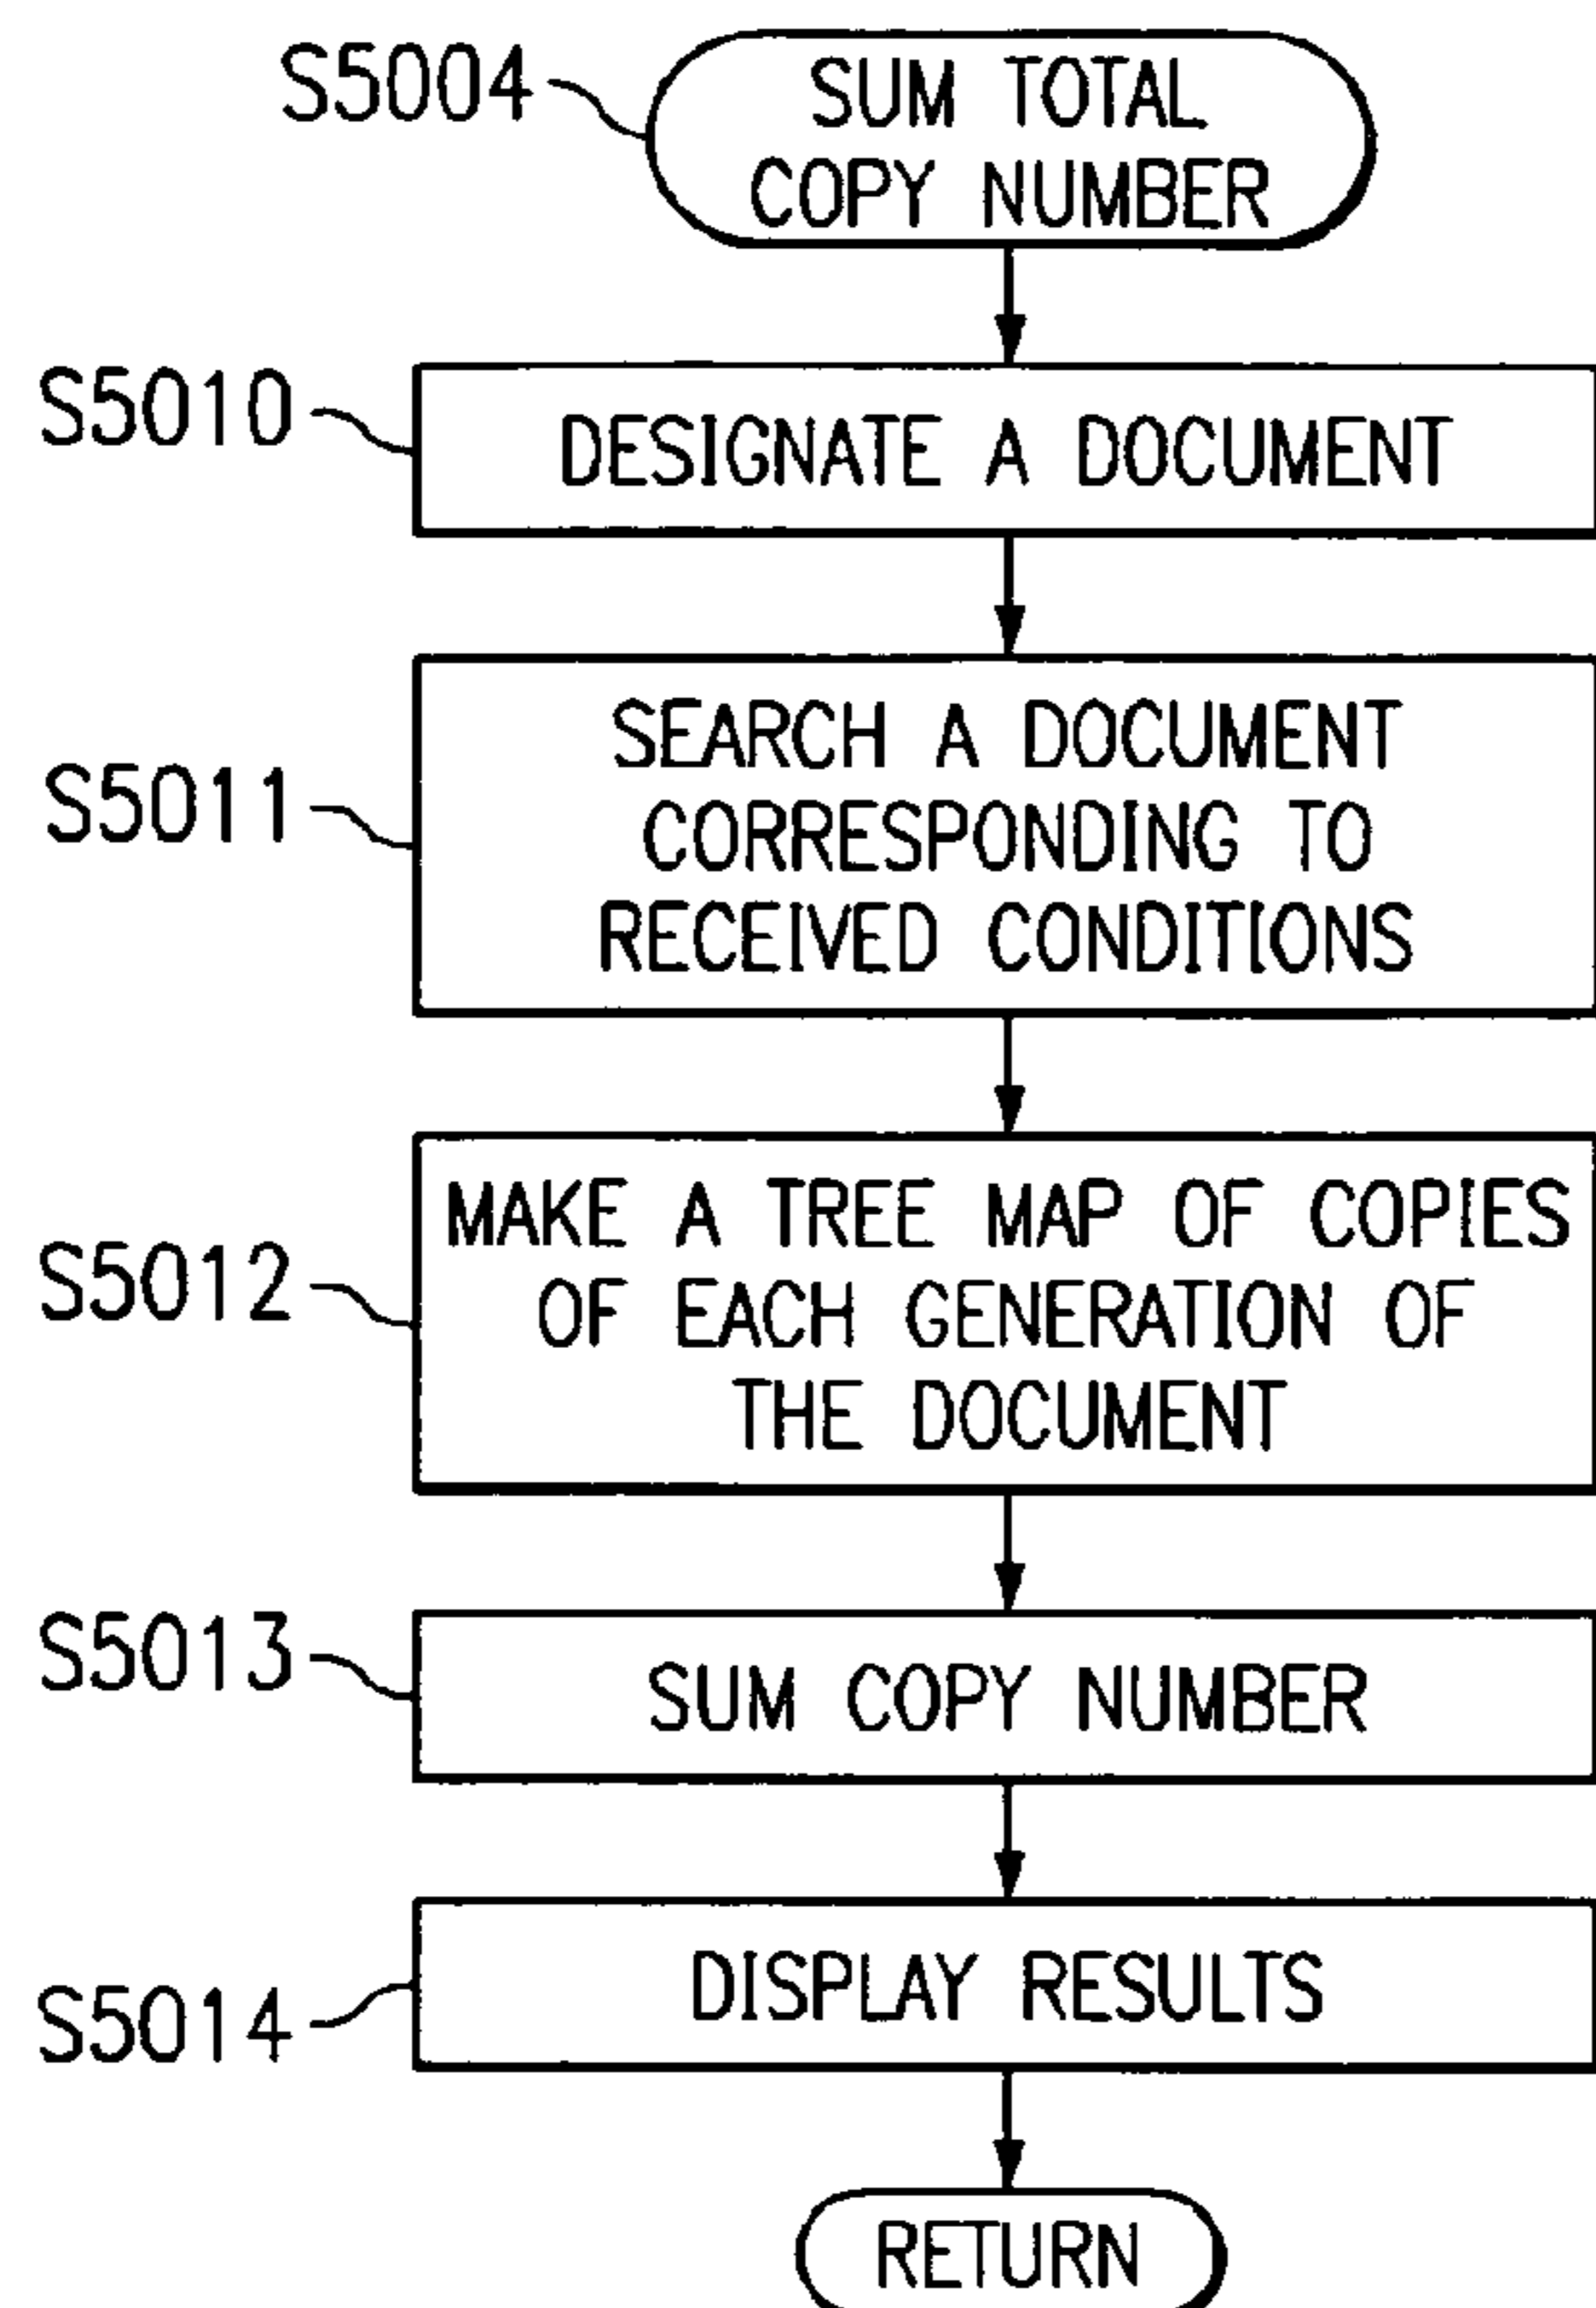 S5004
SUM TOTAL
COPY NUMBER
S5010
DESIGNATE A DOCUMENT
S5011
SEARCH A DOCUMENT
CORRESPONDING TO
RECEIVED CONDITIONS
S5012
MAKE A TREE MAP OF COPIES
OF EACH GENERATION OF
THE DOCUMENT
S5013
SUM COPY NUMBER
S5014
DISPLAY RESULTS
RETURN